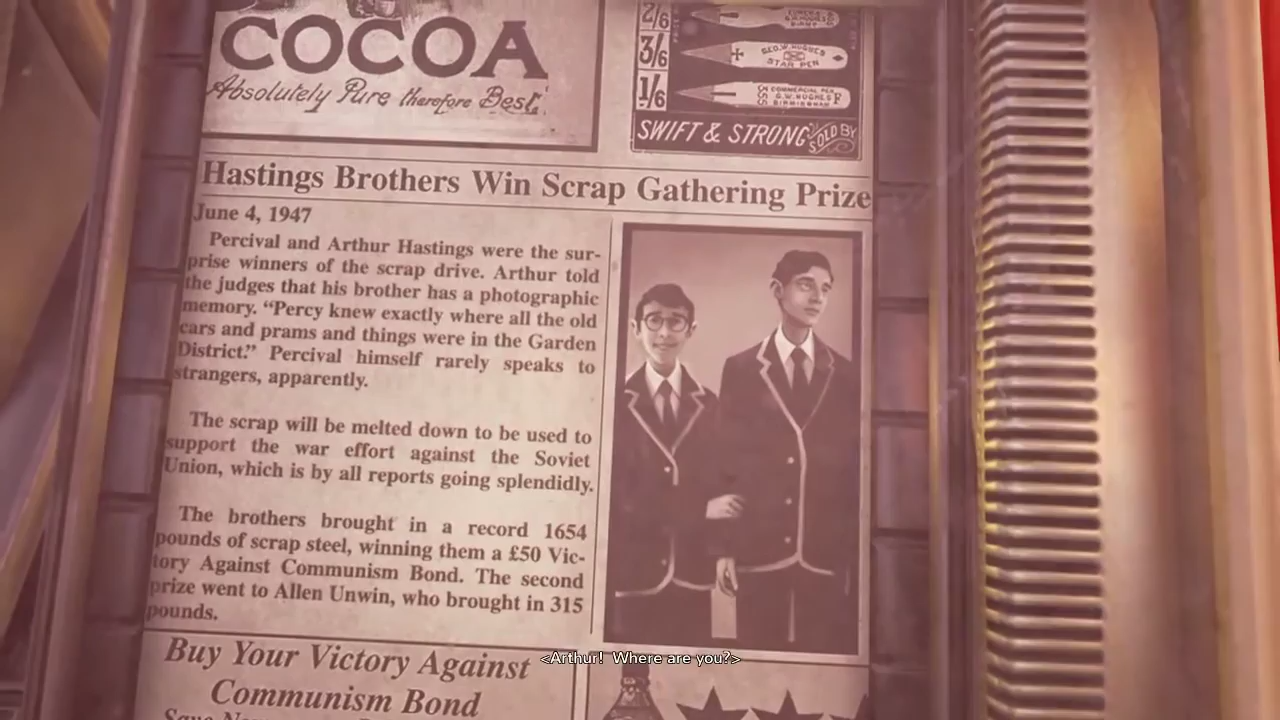 COCOA
Absolutely Pure therefore Best.
2/6
3/6
1/6
GEO. W. HUGHES
STAR PEN
COMMERCIAL PEN
G.W. HUGHES
BIRMINGHAM
SWIFT & STRONG
SOLD BY
Hastings Brothers Win Scrap Gathering Prize
June 4, 1947
Percival and Arthur Hastings were the sur-
prise winners of the scrap drive. Arthur told
the judges that his brother has a photographic
memory. “Percy knew exactly where all the old
cars and prams and things were in the Garden
District.” Percival himself rarely speaks to
strangers, apparently.
The scrap will be melted down to be used to
support the war effort against the Soviet
Union, which is by all reports going splendidly.
The brothers brought in a record 1654
pounds of scrap steel, winning them a £50 Vic-
tory Against Communism Bond. The second
prize went to Allen Unwin, who brought in 315
pounds.
Buy Your Victory Against
Communism Bond
<Arthur! Where are you?>